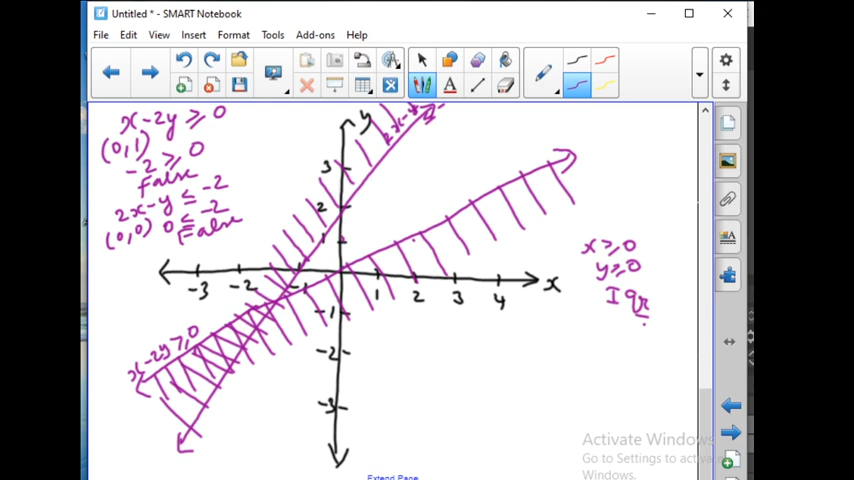 Untitled * - SMART Notebook
File Edit View Insert Format Tools Add-ons Help
x-2y ≥ 0
(0,1)
-2 ≥ 0
False
2x-y ≤ -2
(0,0) 0 ≤ -2
False
y
3
2
1
-3 -2 -1 1 2 3 4 x
-1
-2
-3
x-2y ≥ 0
x ≥ 0
y ≥ 0
I qr
Activate Windows
Go to Settings to activate
Windows.
Extend Page